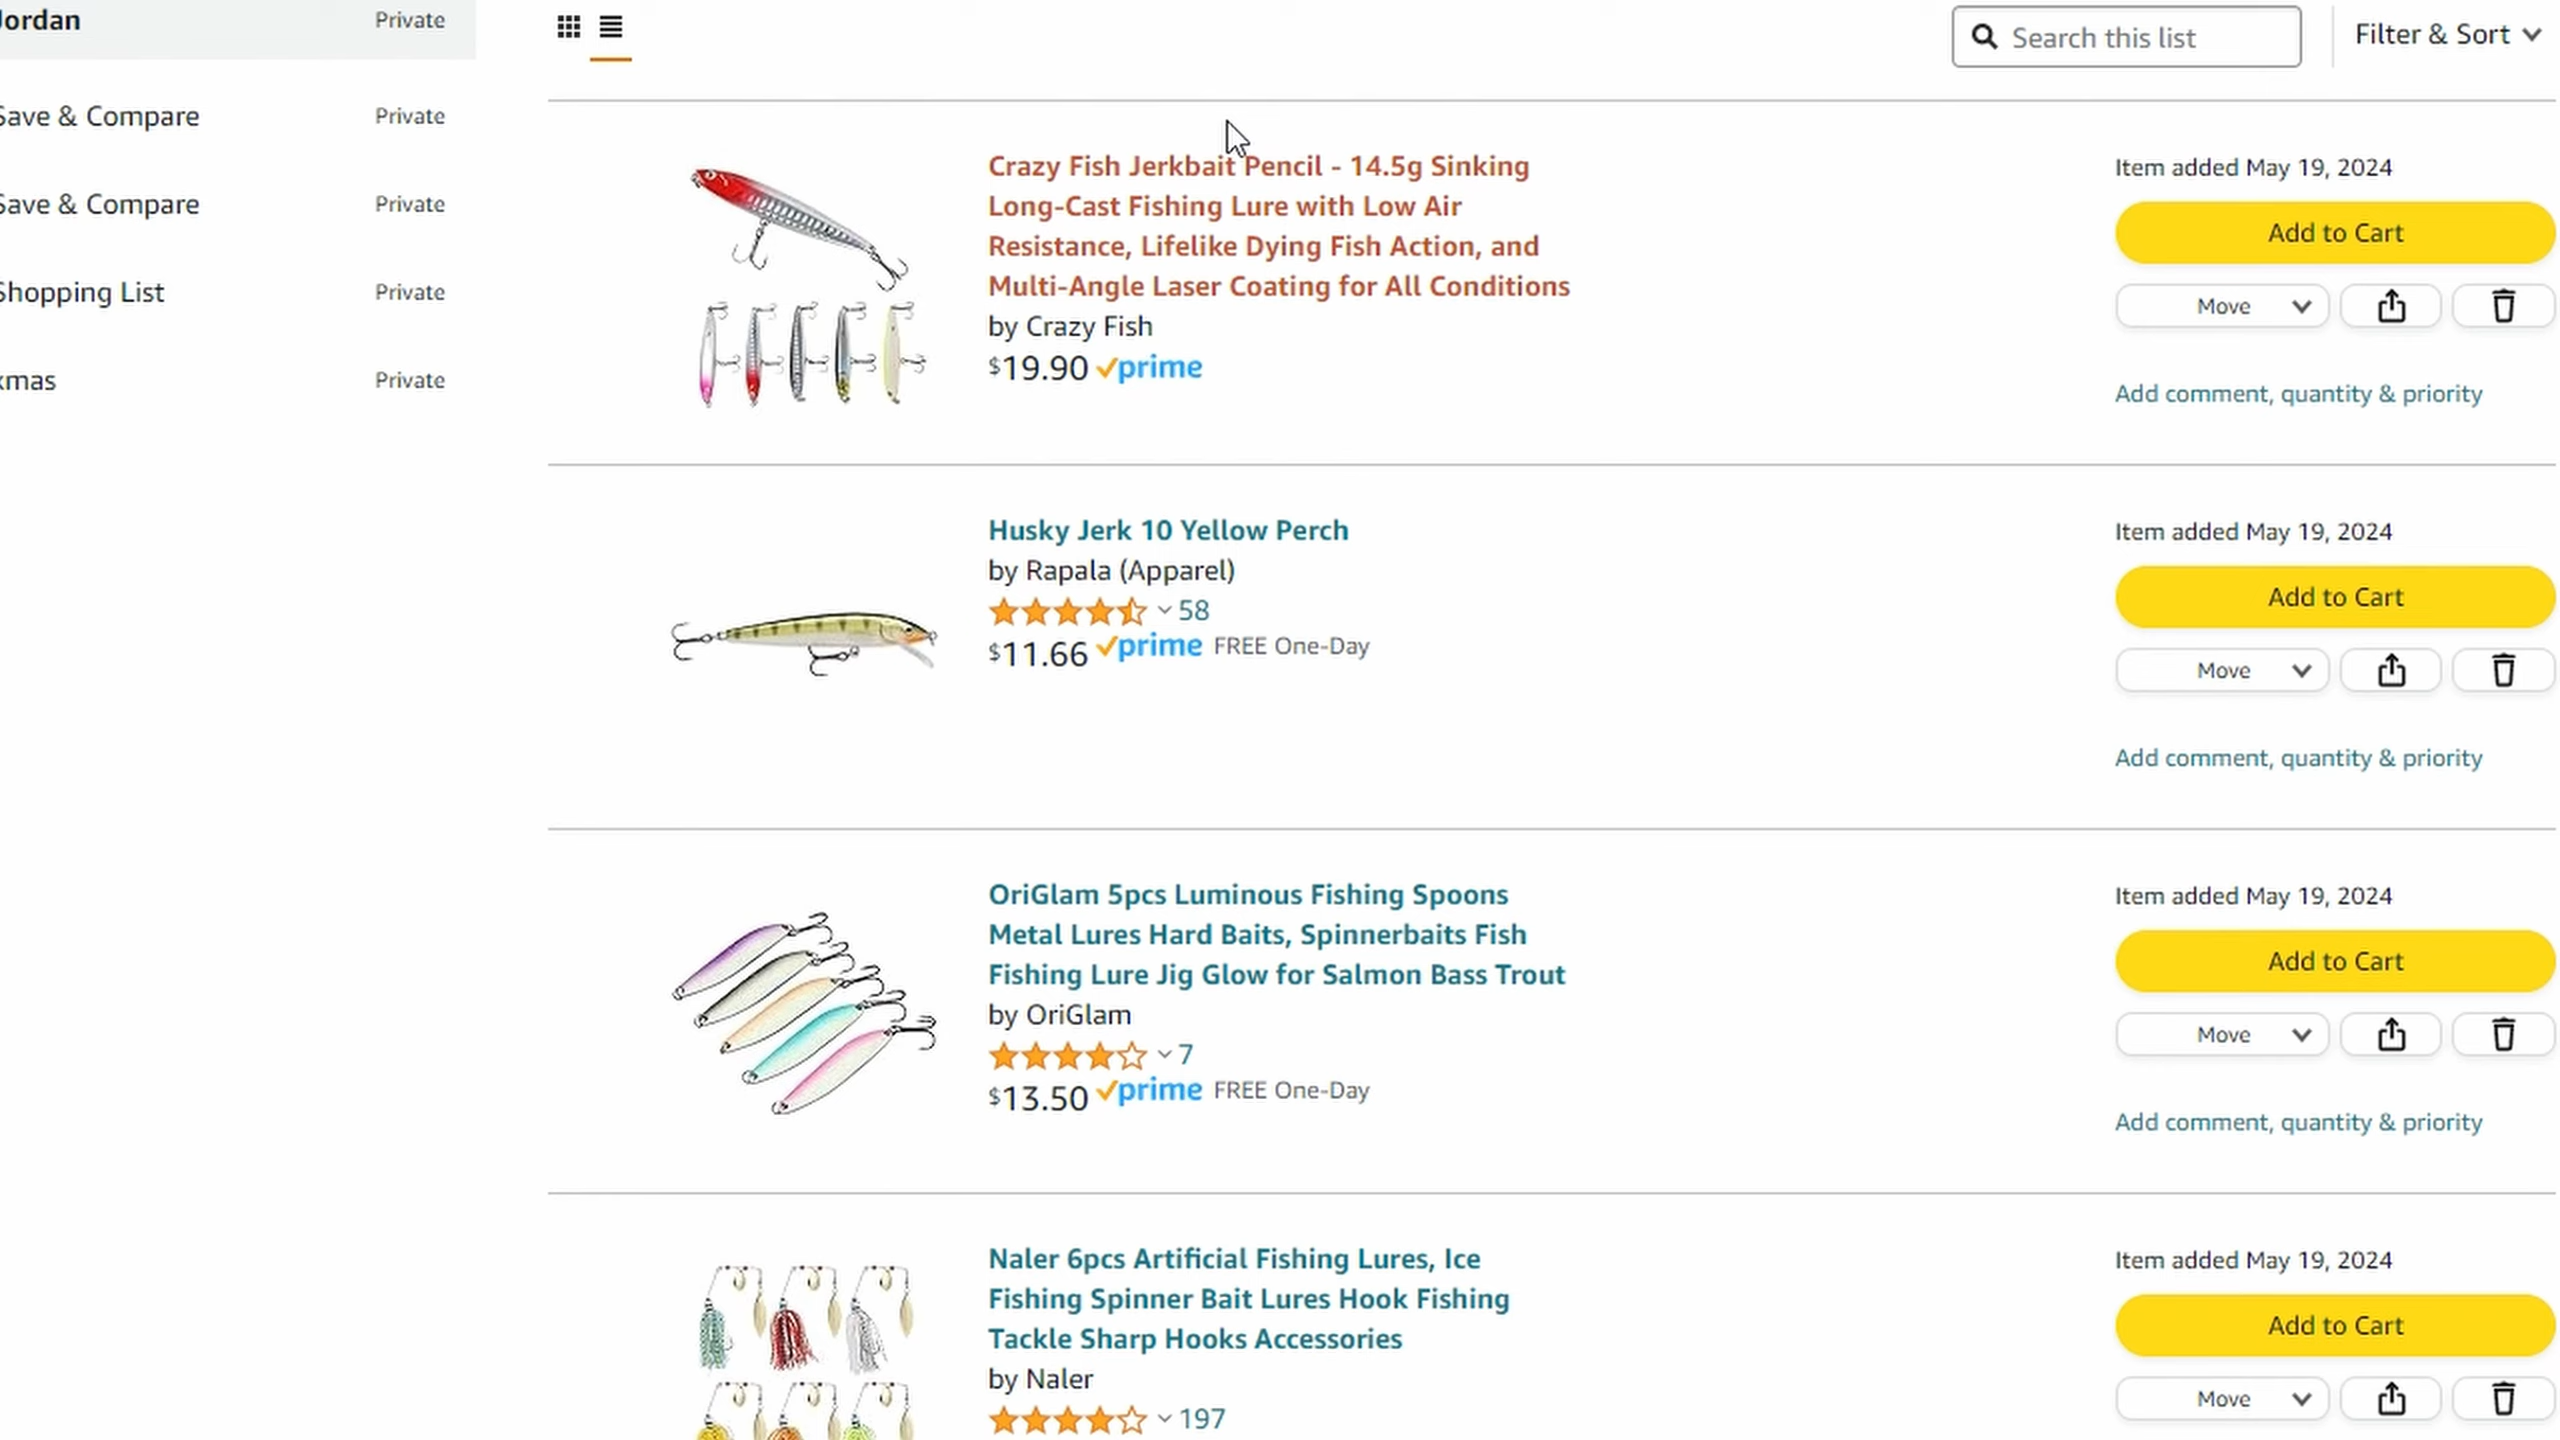 Jordan Private
Save & Compare Private
Save & Compare Private
Shopping List Private
xmas Private
Search this list
Filter & Sort
Crazy Fish Jerkbait Pencil - 14.5g Sinking
Long-Cast Fishing Lure with Low Air
Resistance, Lifelike Dying Fish Action, and
Multi-Angle Laser Coating for All Conditions
by Crazy Fish
$19.90 prime
Item added May 19, 2024
Add to Cart
Move
Add comment, quantity & priority
Husky Jerk 10 Yellow Perch
by Rapala (Apparel)
58
$11.66 prime FREE One-Day
Item added May 19, 2024
Add to Cart
Move
Add comment, quantity & priority
OriGlam 5pcs Luminous Fishing Spoons
Metal Lures Hard Baits, Spinnerbaits Fish
Fishing Lure Jig Glow for Salmon Bass Trout
by OriGlam
7
$13.50 prime FREE One-Day
Item added May 19, 2024
Add to Cart
Move
Add comment, quantity & priority
Naler 6pcs Artificial Fishing Lures, Ice
Fishing Spinner Bait Lures Hook Fishing
Tackle Sharp Hooks Accessories
by Naler
197
Item added May 19, 2024
Add to Cart
Move